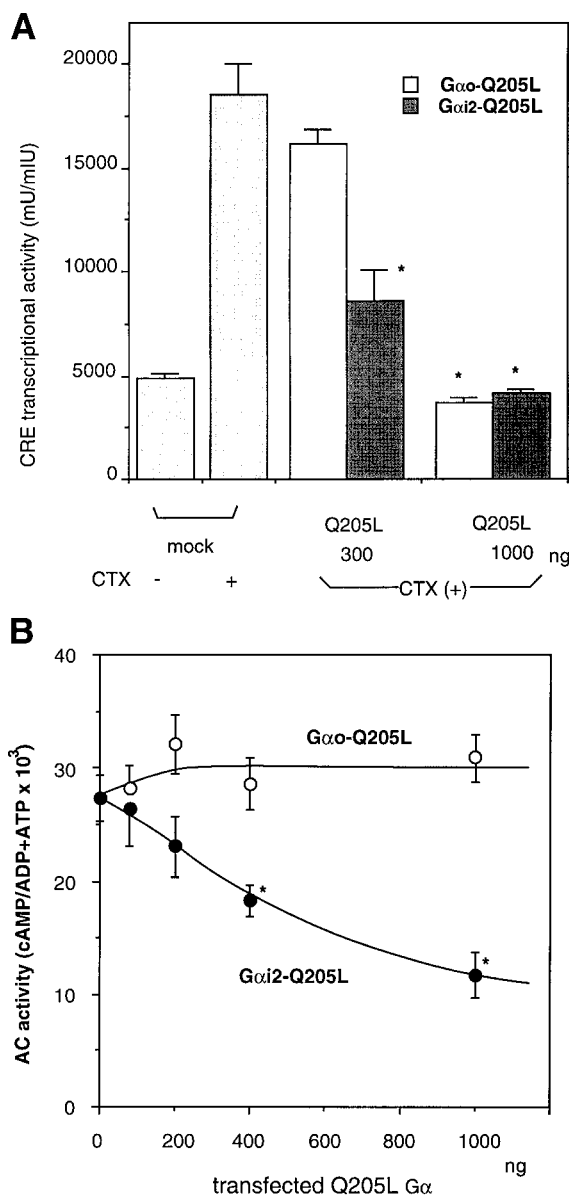 A
CRE transcriptional activity (mU/mIU)
20000
15000
10000
5000
0
Gαo-Q205L
Gαi2-Q205L
*
* *
mock
Q205L
300
Q205L
1000 ng
CTX - +
CTX (+)
B
AC activity (cAMP/ADP+ATP x 10³)
40
30
20
10
0
Gαo-Q205L
*
Gαi2-Q205L
*
0 200 400 600 800 1000
ng
transfected Q205L Gα